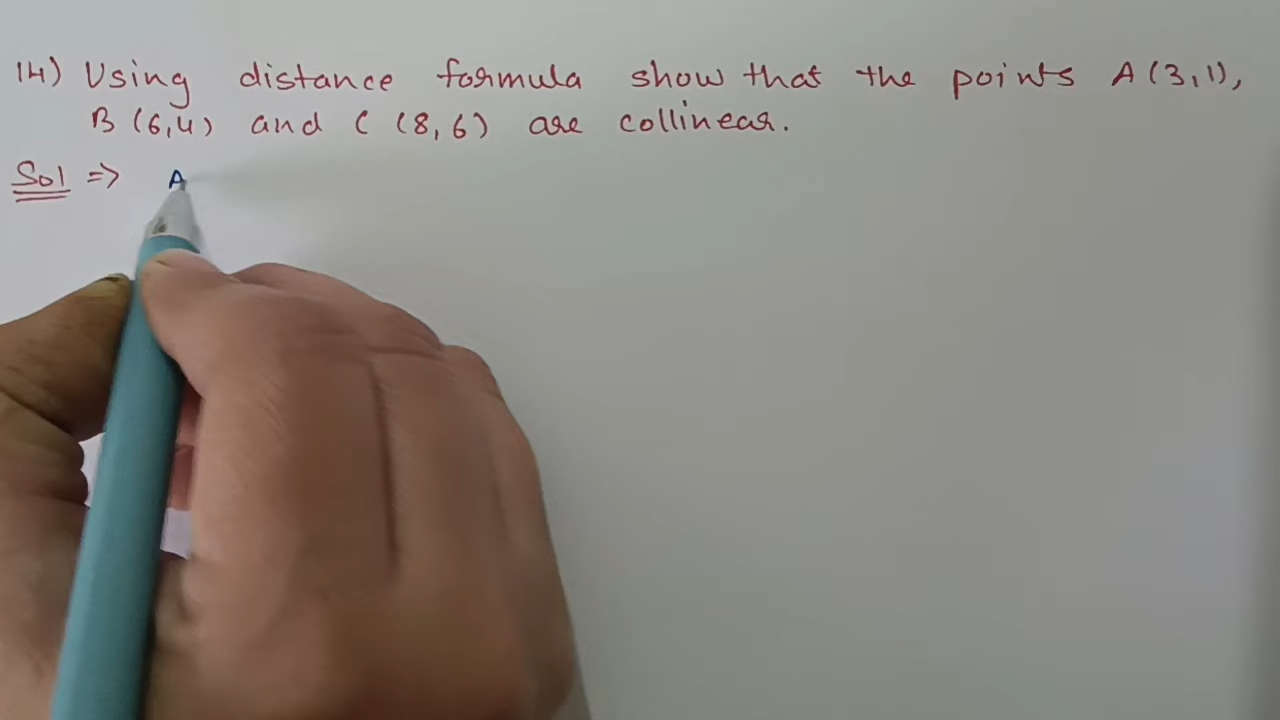 14) Using distance formula show that the points A(3,1),
B(6,4) and C (8,6) are collinear.
Sol => A